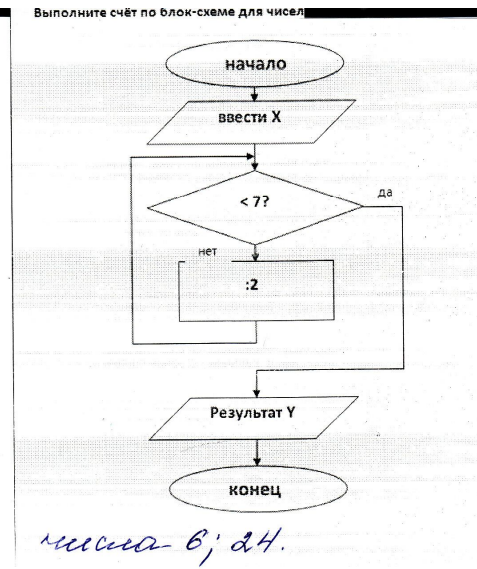 Выполните счёт по блок-схеме для чисел
начало
ввести X
< 7?
да
нет
:2
Результат Y
конец
числа 6; 24.